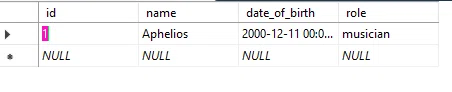 id name date_of_birth role
1 Aphelios 2000-12-11 00:0... musician
NULL NULL NULL NULL